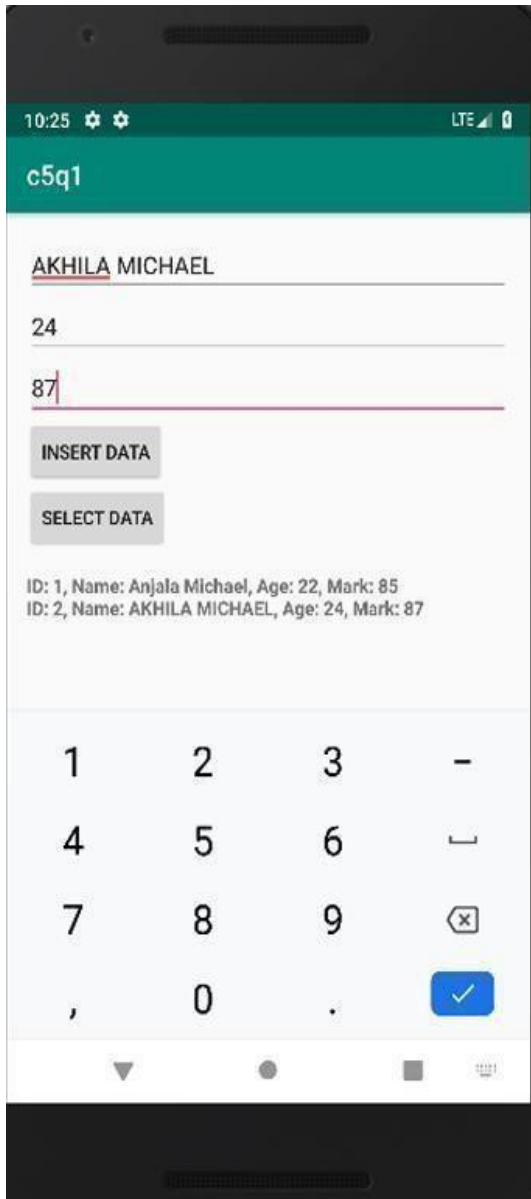 10:25 LTE
c5q1
AKHILA MICHAEL
24
87
INSERT DATA
SELECT DATA
ID: 1, Name: Anjala Michael, Age: 22, Mark: 85
ID: 2, Name: AKHILA MICHAEL, Age: 24, Mark: 87
1 2 3 -
4 5 6
7 8 9
, 0 .